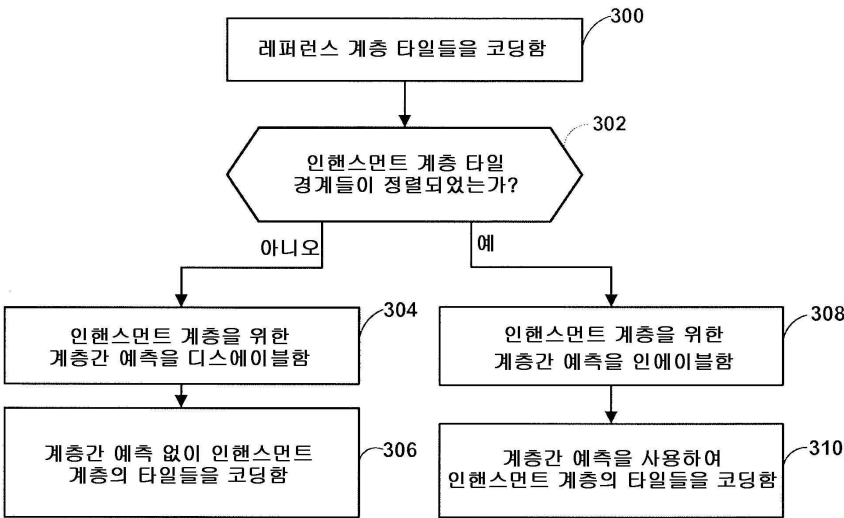 300
레퍼런스 계층 타일들을 코딩함
302
인핸스먼트 계층 타일
경계들이 정렬되었는가?
아니오
예
304
인핸스먼트 계층을 위한
계층간 예측을 디스에이블함
308
인핸스먼트 계층을 위한
계층간 예측을 인에이블함
306
계층간 예측 없이 인핸스먼트
계층의 타일들을 코딩함
310
계층간 예측을 사용하여
인핸스먼트 계층의 타일들을 코딩함